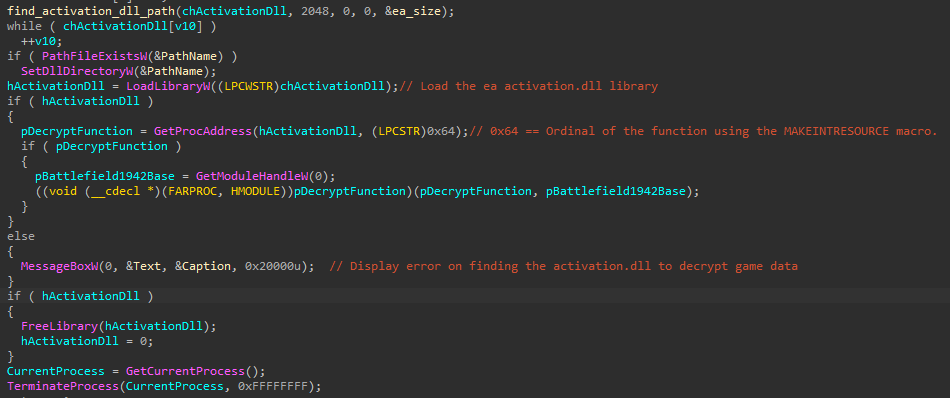 find_activation_dll_path(chActivationDll, 2048, 0, 0, &ea_size);
while ( chActivationDll[v10] )
++v10;
if ( PathFileExistsW(&PathName) )
SetDllDirectoryW(&PathName);
hActivationDll = LoadLibraryW((LPCWSTR)chActivationDll);// Load the ea activation.dll library
if ( hActivationDll )
{
pDecryptFunction = GetProcAddress(hActivationDll, (LPCSTR)0x64);// 0x64 == Ordinal of the function using the MAKEINTRESOURCE macro.
if ( pDecryptFunction )
{
pBattlefield1942Base = GetModuleHandleW(0);
((void (__cdecl *)(FARPROC, HMODULE))pDecryptFunction)(pDecryptFunction, pBattlefield1942Base);
}
}
else
{
MessageBoxW(0, &Text, &Caption, 0x20000u);  // Display error on finding the activation.dll to decrypt game data
}
if ( hActivationDll )
{
FreeLibrary(hActivationDll);
hActivationDll = 0;
}
CurrentProcess = GetCurrentProcess();
TerminateProcess(CurrentProcess, 0xFFFFFFFF);